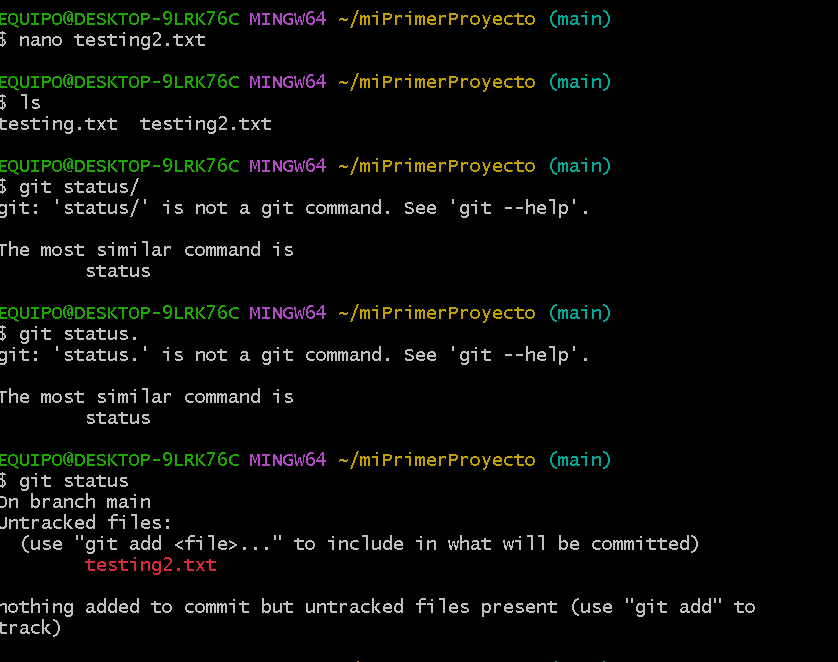 EQUIPO@DESKTOP-9LRK76C MINGW64 ~/miPrimerProyecto (main)
$ nano testing2.txt
EQUIPO@DESKTOP-9LRK76C MINGW64 ~/miPrimerProyecto (main)
$ ls
testing.txt  testing2.txt
EQUIPO@DESKTOP-9LRK76C MINGW64 ~/miPrimerProyecto (main)
$ git status/
git: 'status/' is not a git command. See 'git --help'.
The most similar command is
        status
EQUIPO@DESKTOP-9LRK76C MINGW64 ~/miPrimerProyecto (main)
$ git status.
git: 'status.' is not a git command. See 'git --help'.
The most similar command is
        status
EQUIPO@DESKTOP-9LRK76C MINGW64 ~/miPrimerProyecto (main)
$ git status
On branch main
Untracked files:
  (use "git add <file>..." to include in what will be committed)
        testing2.txt
nothing added to commit but untracked files present (use "git add" to
track)